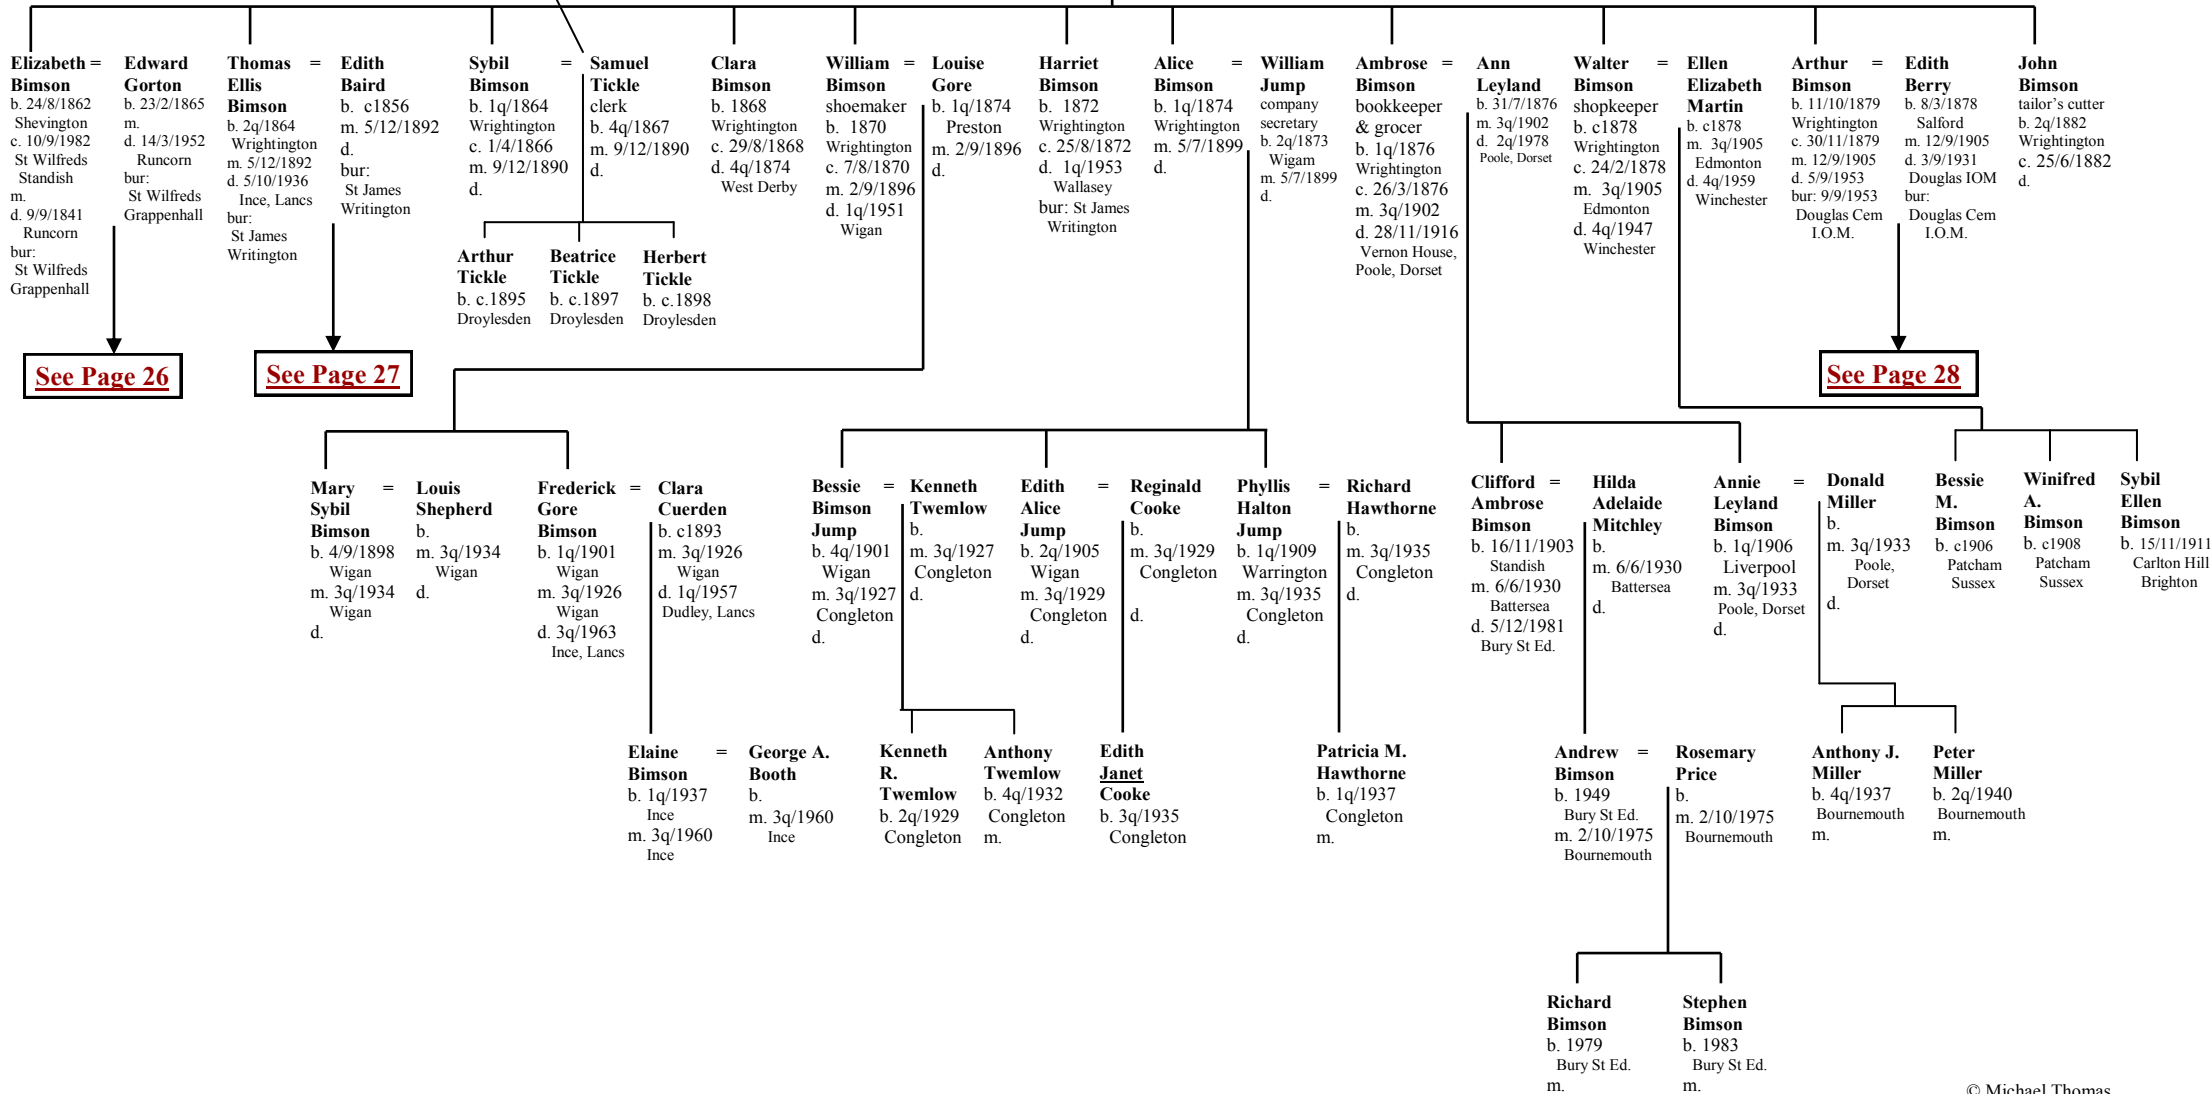 Elizabeth =
Bimson
b. 24/8/1862
Shevington
c. 10/9/1982
St Wilfreds
Standish
m.
d. 9/9/1841
Runcorn
bur:
St Wilfreds
Grappenhall
Edward
Gorton
b. 23/2/1865
m.
d. 14/3/1952
Runcorn
bur:
St Wilfreds
Grappenhall
Thomas =
Ellis
Bimson
b. 2q/1864
Wrightington
m. 5/12/1892
d. 5/10/1936
Ince, Lancs
bur:
St James
Writington
Edith
Baird
b. c1856
m. 5/12/1892
d.
bur:
St James
Writington
Sybil =
Bimson
b. 1q/1864
Wrightington
c. 1/4/1866
m. 9/12/1890
d.
Samuel
Tickle
clerk
b. 4q/1867
m. 9/12/1890
d.
Clara
Bimson
b. 1868
Wrightington
c. 29/8/1868
d. 4q/1874
West Derby
William =
Bimson
shoemaker
b. 1870
Wrightington
c. 7/8/1870
m. 2/9/1896
d. 1q/1951
Wigan
Louise
Gore
b. 1q/1874
Preston
m. 2/9/1896
d.
Harriet
Bimson
b. 1872
Wrightington
c. 25/8/1872
d. 1q/1953
Wallasey
bur: St James
Writington
Alice =
Bimson
b. 1q/1874
Wrightington
m. 5/7/1899
d.
William
Jump
company
secretary
b. 2q/1873
Wigam
m. 5/7/1899
d.
Ambrose =
Bimson
bookkeeper
& grocer
b. 1q/1876
Wrightington
c. 26/3/1876
m. 3q/1902
d. 28/11/1916
Vernon House,
Poole, Dorset
Ann
Leyland
b. 31/7/1876
m. 3q/1902
d. 2q/1978
Poole, Dorset
Walter =
Bimson
shopkeeper
b. c1878
Wrightington
c. 24/2/1878
m. 3q/1905
Edmonton
d. 4q/1947
Winchester
Ellen
Elizabeth
Martin
b. c1878
m. 3q/1905
Edmonton
d. 4q/1959
Winchester
Arthur =
Bimson
b. 11/10/1879
Wrightington
c. 30/11/1879
m. 12/9/1905
d. 5/9/1953
bur: 9/9/1953
Douglas Cem
I.O.M.
Edith
Berry
b. 8/3/1878
Salford
m. 12/9/1905
d. 3/9/1931
Douglas IOM
bur:
Douglas Cem
I.O.M.
John
Bimson
tailor's cutter
b. 2q/1882
Wrightington
c. 25/6/1882
d.
Arthur
Tickle
b. c.1895
Droylesden
Beatrice
Tickle
b. c.1897
Droylesden
Herbert
Tickle
b. c.1898
Droylesden
See Page 26
See Page 27
See Page 28
Mary =
Sybil
Bimson
b. 4/9/1898
Wigan
m. 3q/1934
Wigan
d.
Louis
Shepherd
b.
m. 3q/1934
Wigan
d.
Frederick =
Gore
Bimson
b. 1q/1901
Wigan
m. 3q/1926
Wigan
d. 3q/1963
Ince, Lancs
Clara
Cuerden
b. c1893
m. 3q/1926
Wigan
d. 1q/1957
Dudley, Lancs
Bessie =
Bimson
Jump
b. 4q/1901
Wigan
m. 3q/1927
Congleton
d.
Kenneth
Twemlow
b.
m. 3q/1927
Congleton
d.
Edith =
Alice
Jump
b. 2q/1905
Wigan
m. 3q/1929
Congleton
d.
Reginald
Cooke
b.
m. 3q/1929
Congleton
d.
Phyllis =
Halton
Jump
b. 1q/1909
Warrington
m. 3q/1935
Congleton
d.
Richard
Hawthorne
b.
m. 3q/1935
Congleton
d.
Clifford =
Ambrose
Bimson
b. 16/11/1903
Standish
m. 6/6/1930
Battersea
d. 5/12/1981
Bury St Ed.
Hilda
Adelaide
Mitchley
b.
m. 6/6/1930
Battersea
d.
Annie =
Leyland
Bimson
b. 1q/1906
Liverpool
m. 3q/1933
Poole, Dorset
d.
Donald
Miller
b.
m. 3q/1933
Poole,
Dorset
d.
Bessie
M.
Bimson
b. c1906
Patcham
Sussex
Winifred
A.
Bimson
b. c1908
Patcham
Sussex
Sybil
Ellen
Bimson
b. 15/11/1911
Carlton Hill
Brighton
Elaine =
Bimson
b. 1q/1937
Ince
m. 3q/1960
Ince
George A.
Booth
b.
m. 3q/1960
Ince
Kenneth
R.
Twemlow
b. 2q/1929
Congleton
Anthony
Twemlow
b. 4q/1932
Congleton
m.
Edith
Janet
Cooke
b. 3q/1935
Congleton
Patricia M.
Hawthorne
b. 1q/1937
Congleton
m.
Andrew =
Bimson
b. 1949
Bury St Ed.
m. 2/10/1975
Bournemouth
Rosemary
Price
b.
m. 2/10/1975
Bournemouth
Anthony J.
Miller
b. 4q/1937
Bournemouth
m.
Peter
Miller
b. 2q/1940
Bournemouth
m.
Richard
Bimson
b. 1979
Bury St Ed.
m.
Stephen
Bimson
b. 1983
Bury St Ed.
m.
© Michael Thomas